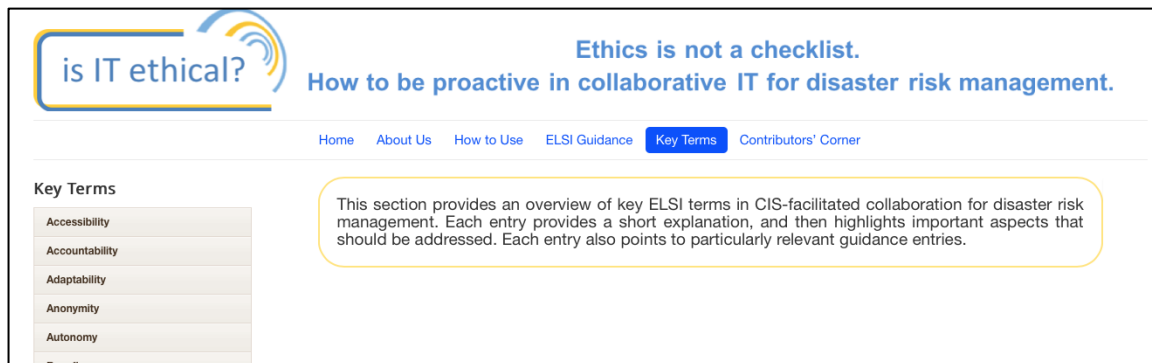 is IT ethical?
Ethics is not a checklist.
How to be proactive in collaborative IT for disaster risk management.
Home About Us How to Use ELSI Guidance Key Terms Contributors' Corner
Key Terms
Accessibility
Accountability
Adaptability
Anonymity
Autonomy
This section provides an overview of key ELSI terms in CIS-facilitated collaboration for disaster risk
management. Each entry provides a short explanation, and then highlights important aspects that
should be addressed. Each entry also points to particularly relevant guidance entries.